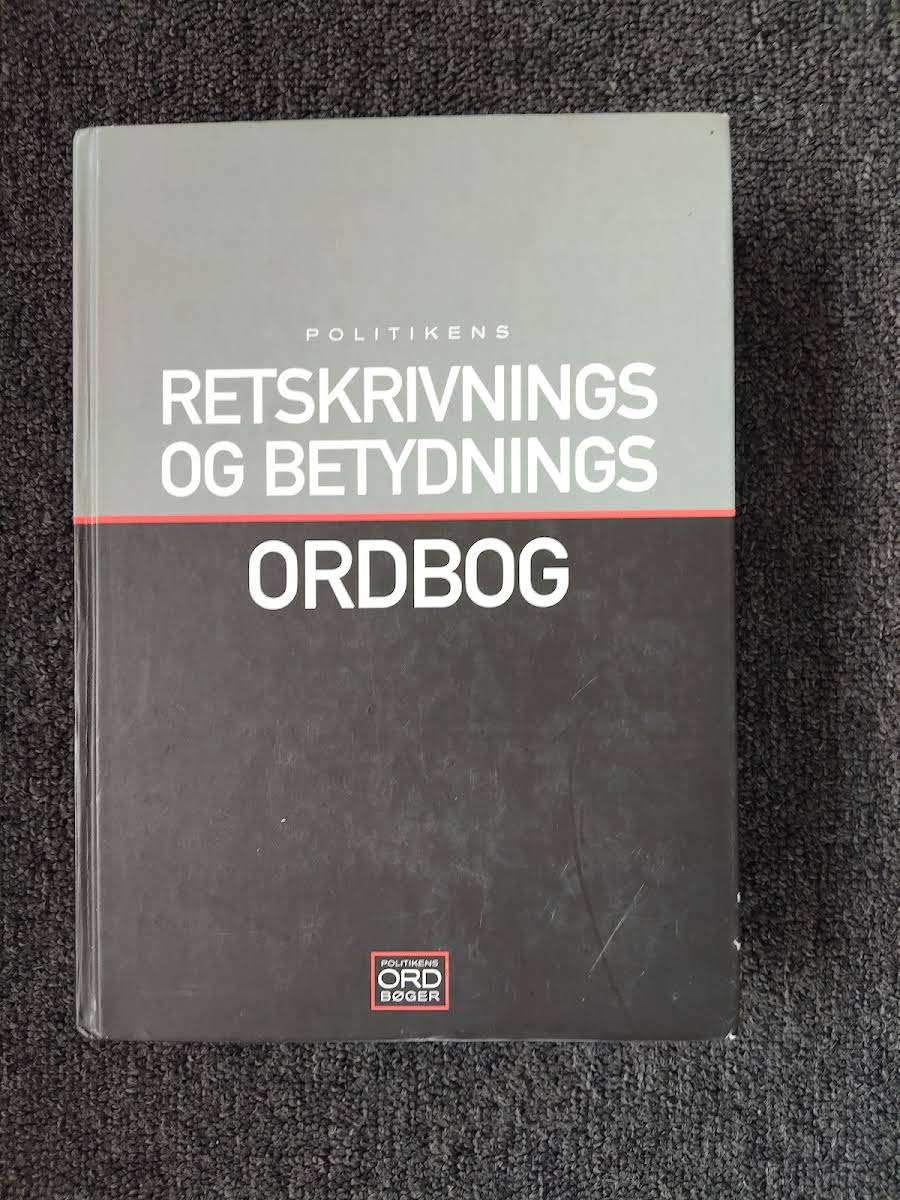 POLITIKENS
RETSKRIVNINGS
OG BETYDNINGS
ORDBOG
POLITIKENS
ORD
BØGER